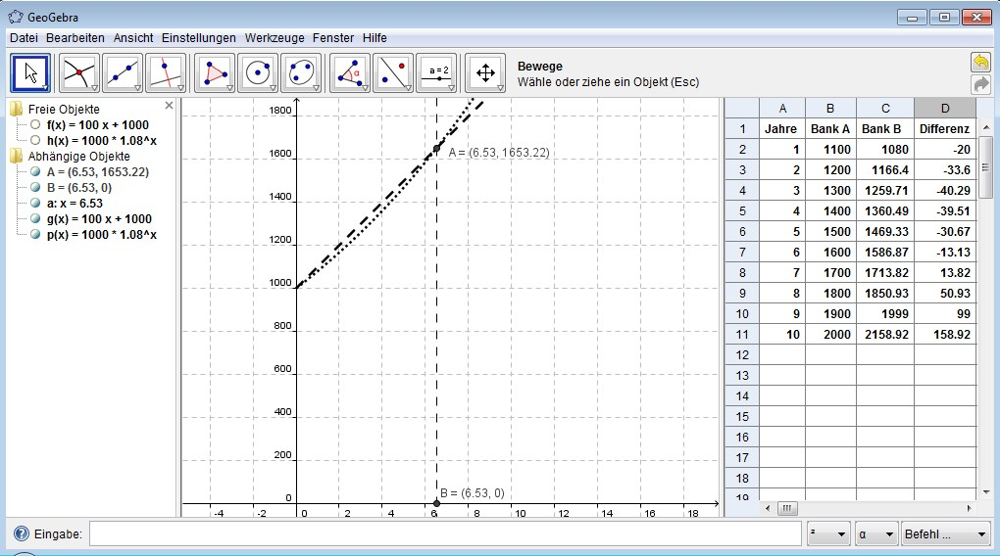 GeoGebra
Datei Bearbeiten Ansicht Einstellungen Werkzeuge Fenster Hilfe
a = 2
α
Bewege
Wähle oder ziehe ein Objekt (Esc)
Freie Objekte
f(x) = 100 x + 1000
h(x) = 1000 * 1.08^x
Abhängige Objekte
A = (6.53, 1653.22)
B = (6.53, 0)
a: x = 6.53
g(x) = 100 x + 1000
p(x) = 1000 * 1.08^x
1800
1600
1400
1200
1000
800
600
400
200
0
A = (6.53, 1653.22)
B = (6.53, 0)
-4 -2 0 2 4 6 8 10 12 14 16 18
A B C D
1 Jahre Bank A Bank B Differenz
2 1 1100 1080 -20
3 2 1200 1166.4 -33.6
4 3 1300 1259.71 -40.29
5 4 1400 1360.49 -39.51
6 5 1500 1469.33 -30.67
7 6 1600 1586.87 -13.13
8 7 1700 1713.82 13.82
9 8 1800 1850.93 50.93
10 9 1900 1999 99
11 10 2000 2158.92 158.92
12
13
14
15
16
17
18
19
Eingabe:
² α Befehl ...